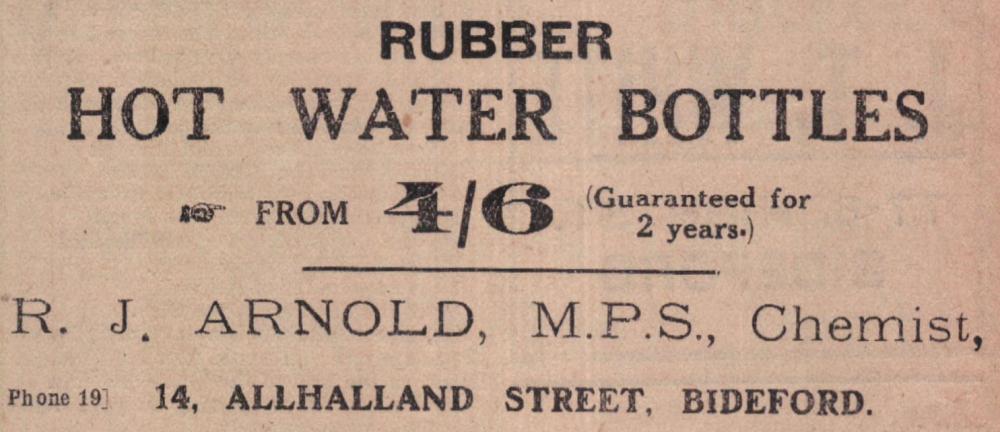 RUBBER
HOT WATER BOTTLES
☞ FROM 4/6 (Guaranteed for
2 years.)
R. J. ARNOLD, M.P.S., Chemist,
Phone 19] 14, ALLHALLAND STREET, BIDEFORD.